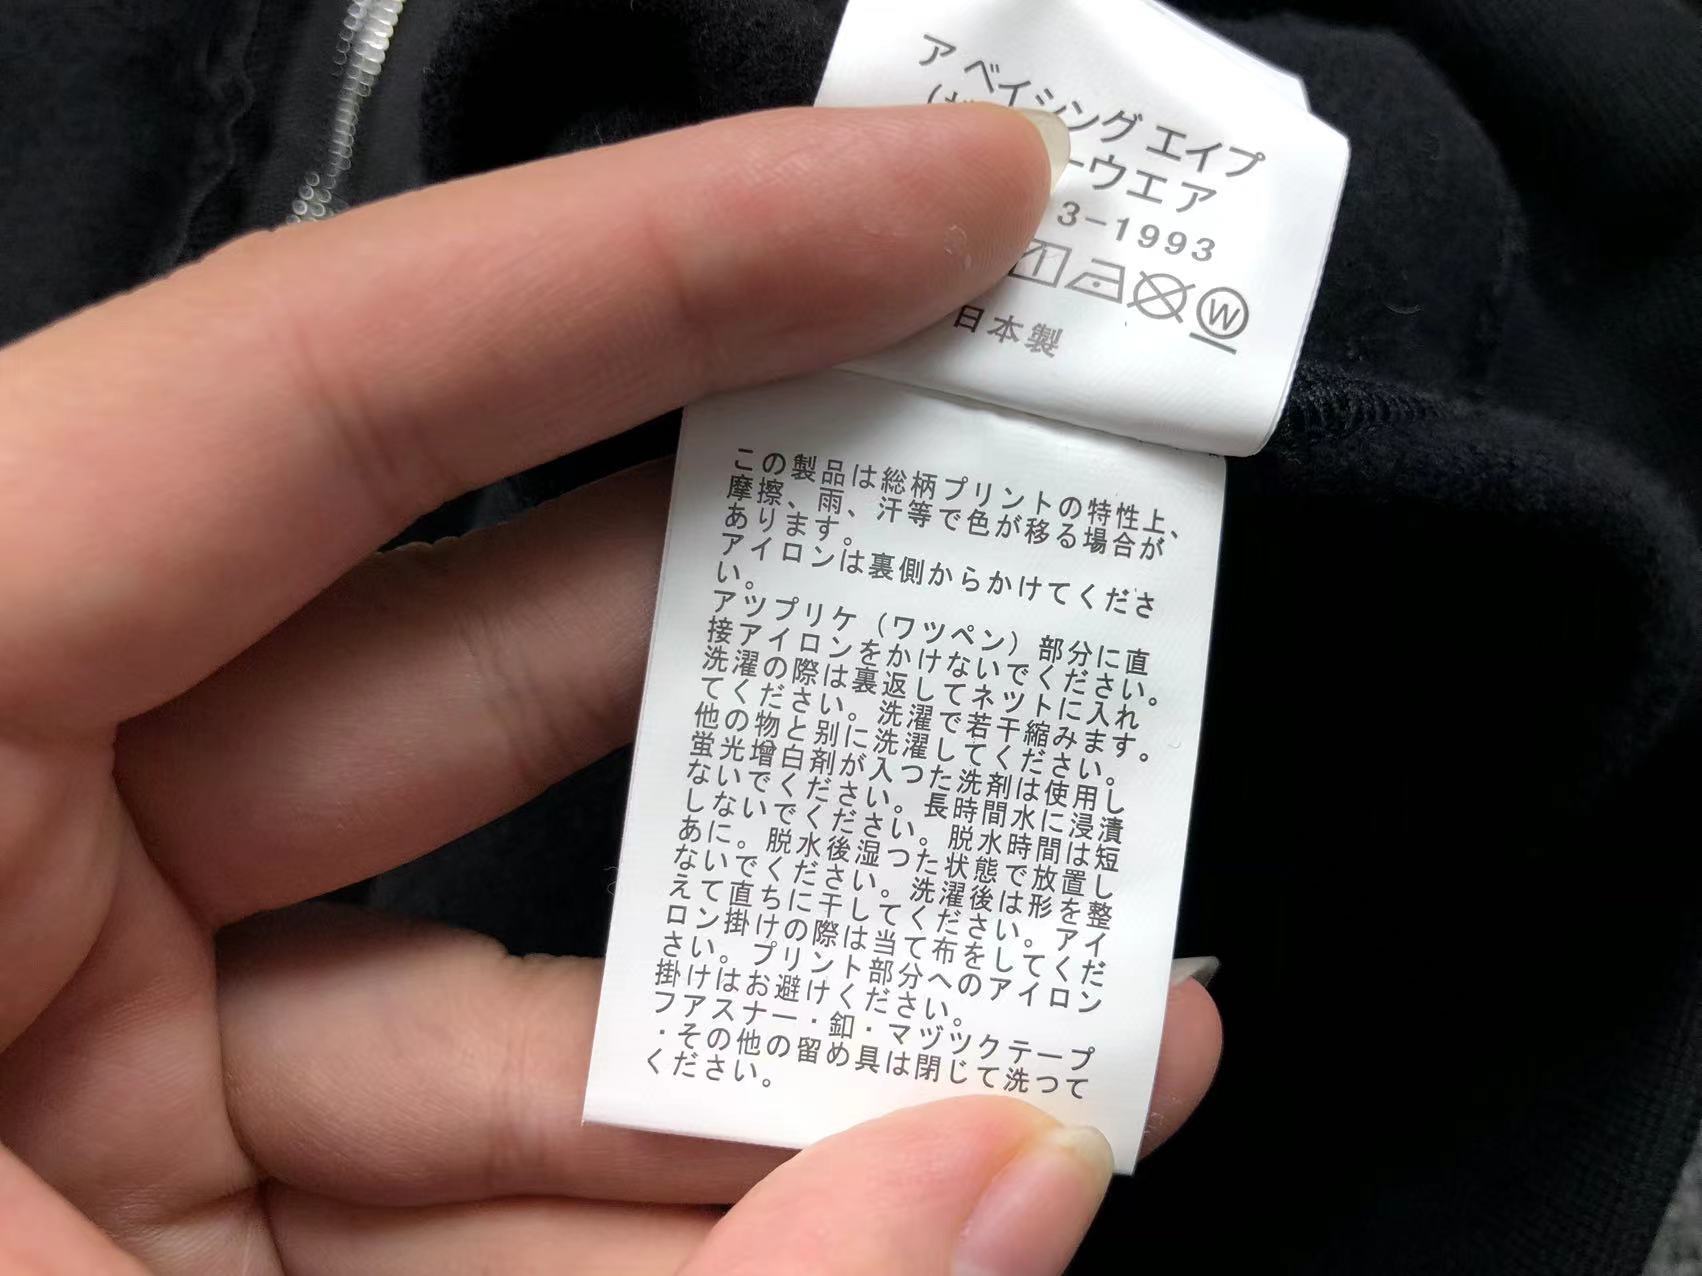 ア ベイシング エイプ
ーウエア
3-1993
W
日本製
この製品は総柄プリントの特性上、
摩擦、雨、汗等で色が移る場合が
あります。
アイロンは裏側からかけてくださ
い。
アツプリケ（ワツペン）部分に直
接アイロンをかけないでください。
洗濯の際は裏返してネツトに入れ
てください。洗濯で若干縮みます。
他の物と別に洗濯してください。
蛍光増白剤が入つた洗剤は使用し
ないでください。長時間水に浸漬
しないでください。脱水時間は短
あに。脱水後湿つた状態で放置し
ないでください。洗濯後は形を整
えて直ちに干してください。アイ
ロン掛けの際は当て布をしてくだ
さい。プリント部分へのアイロン
掛けはお避けください。
フアスナー・釦・マヅツクテープ
・その他の留め具は閉じて洗つて
ください。